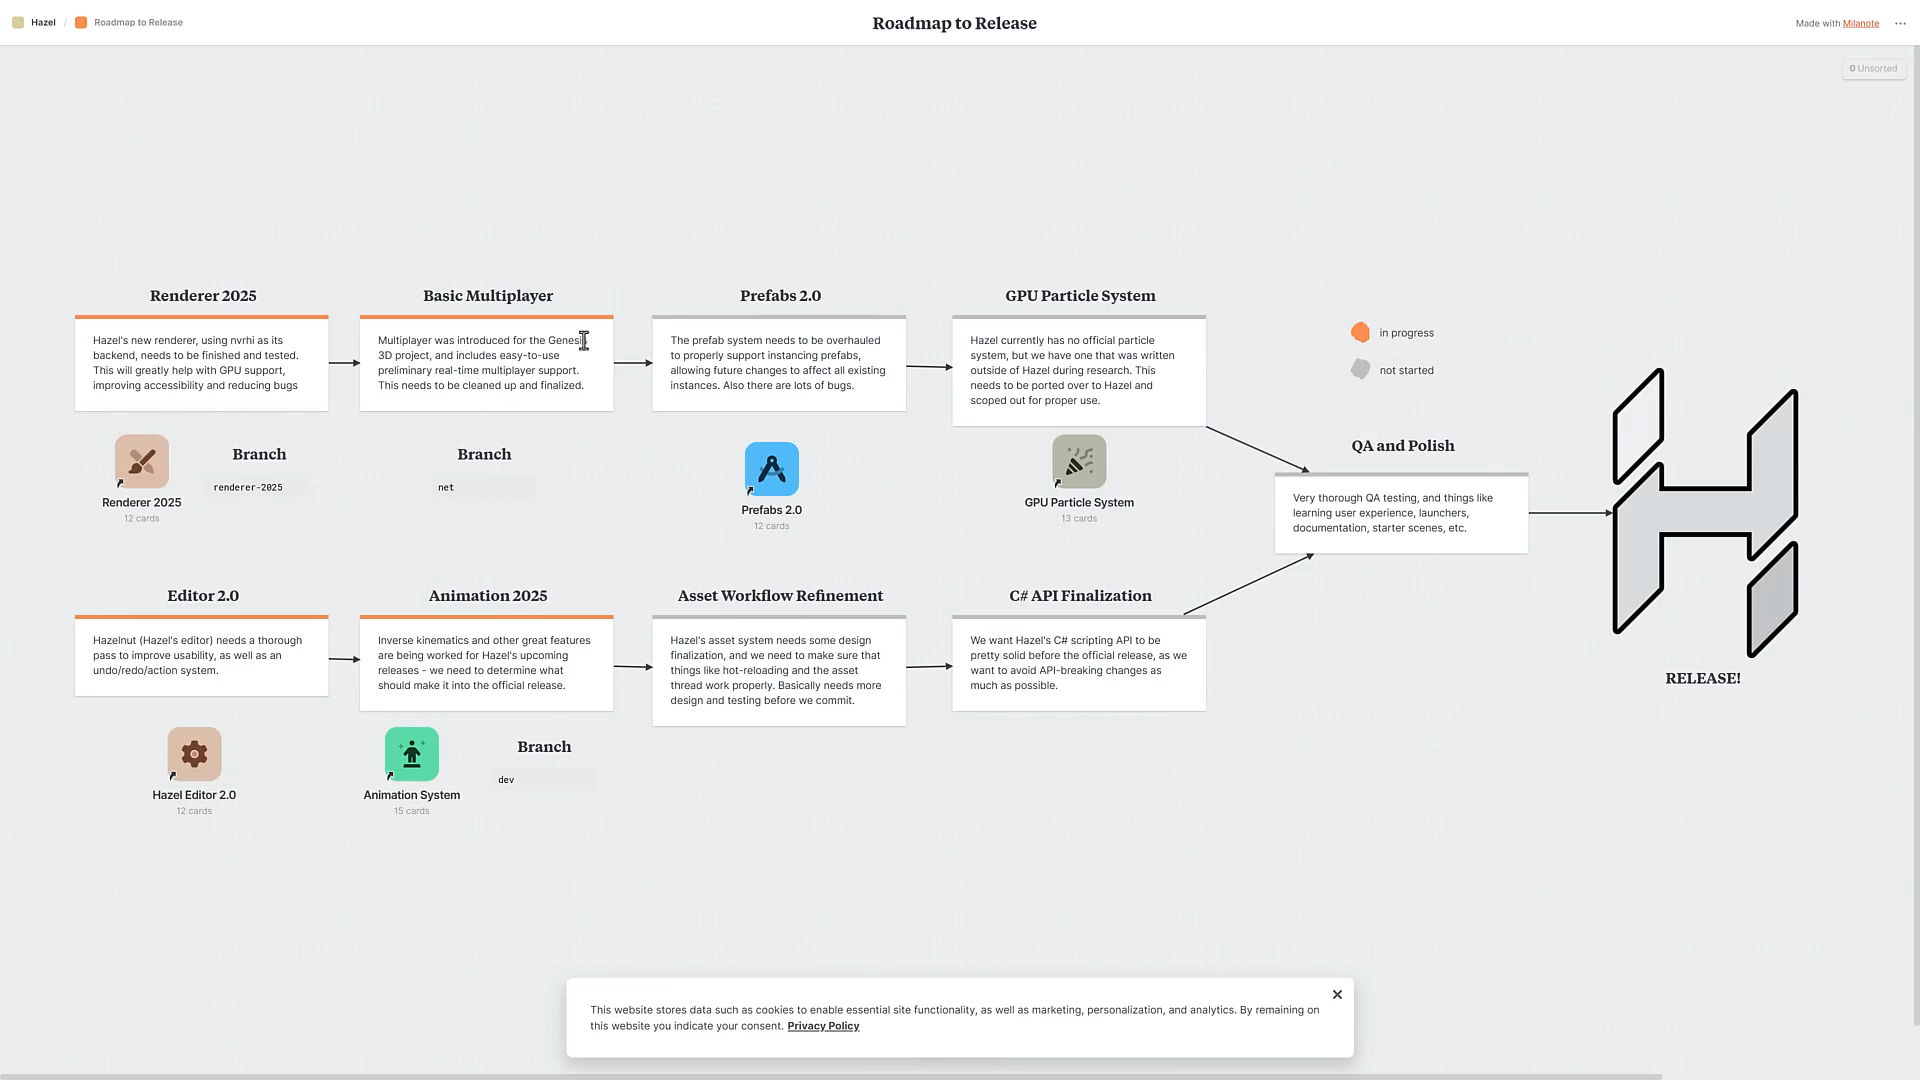 Hazel / Roadmap to Release
Roadmap to Release
Made with Milanote
0 Unsorted
Renderer 2025
Hazel's new renderer, using nvrhi as its
backend, needs to be finished and tested.
This will greatly help with GPU support,
improving accessibility and reducing bugs
Basic Multiplayer
Multiplayer was introduced for the Genesis
3D project, and includes easy-to-use
preliminary real-time multiplayer support.
This needs to be cleaned up and finalized.
Prefabs 2.0
The prefab system needs to be overhauled
to properly support instancing prefabs,
allowing future changes to affect all existing
instances. Also there are lots of bugs.
GPU Particle System
Hazel currently has no official particle
system, but we have one that was written
outside of Hazel during research. This
needs to be ported over to Hazel and
scoped out for proper use.
in progress
not started
Renderer 2025
12 cards
Branch
renderer-2025
Branch
net
Prefabs 2.0
12 cards
GPU Particle System
13 cards
QA and Polish
Very thorough QA testing, and things like
learning user experience, launchers,
documentation, starter scenes, etc.
RELEASE!
Editor 2.0
Hazelnut (Hazel's editor) needs a thorough
pass to improve usability, as well as an
undo/redo/action system.
Animation 2025
Inverse kinematics and other great features
are being worked for Hazel's upcoming
releases - we need to determine what
should make it into the official release.
Asset Workflow Refinement
Hazel's asset system needs some design
finalization, and we need to make sure that
things like hot-reloading and the asset
thread work properly. Basically needs more
design and testing before we commit.
C# API Finalization
We want Hazel's C# scripting API to be
pretty solid before the official release, as we
want to avoid API-breaking changes as
much as possible.
Hazel Editor 2.0
12 cards
Animation System
15 cards
Branch
dev
This website stores data such as cookies to enable essential site functionality, as well as marketing, personalization, and analytics. By remaining on
this website you indicate your consent. Privacy Policy